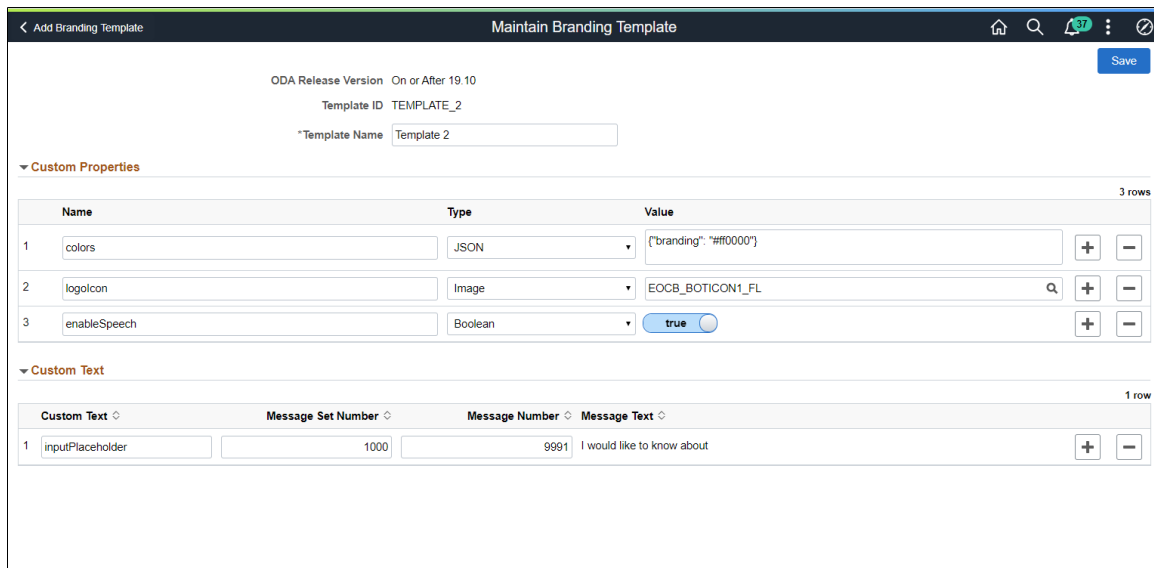 Add Branding Template
Maintain Branding Template
37
Save
ODA Release Version On or After 19.10
Template ID TEMPLATE_2
*Template Name Template 2
Custom Properties
3 rows
Name Type Value
1 colors JSON {"branding": "#ff0000"}
2 logoIcon Image EOCB_BOTICON1_FL
3 enableSpeech Boolean true
Custom Text
1 row
Custom Text Message Set Number Message Number Message Text
1 inputPlaceholder 1000 9991 I would like to know about